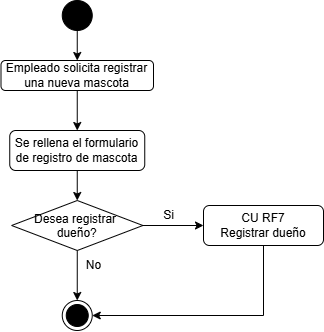 Empleado solicita registrar
una nueva mascota
Se rellena el formulario
de registro de mascota
Desea registrar
dueño?
Si
CU RF7
Registrar dueño
No